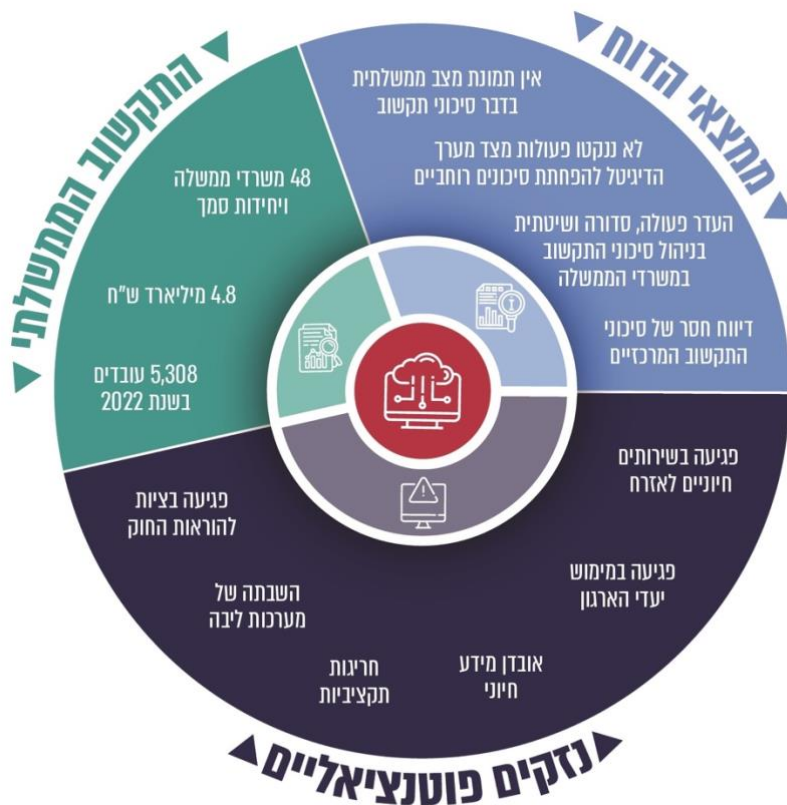 ממצאי הדוח
אין תמונת מצב ממשלתית
בדבר סיכוני תקשוב
לא ננקטו פעולות מצד מערך
הדיגיטל להפחתת סיכונים רוחביים
העדר פעולה, סדורה ושיטתית
בניהול סיכוני התקשוב
במשרדי הממשלה
דיווח חסר של סיכוני
התקשוב המרכזיים
התקשוב הממשלתי
48 משרדי ממשלה
ויחידות סמך
4.8 מיליארד ש"ח
5,308 עובדים
בשנת 2022
פגיעה בשירותים
חיוניים לאזרח
פגיעה במימוש
יעדי הארגון
אובדן מידע
חיוני
חריגות
תקציביות
השבתה של
מערכות ליבה
פגיעה בציות
להוראות החוק
נזקים פוטנציאליים